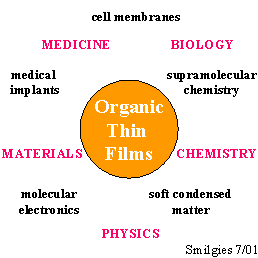 cell membranes
MEDICINE BIOLOGY
medical
implants
supramolecular
chemistry
Organic
Thin
Films
MATERIALS CHEMISTRY
molecular
electronics
soft condensed
matter
PHYSICS
Smilgies 7/01